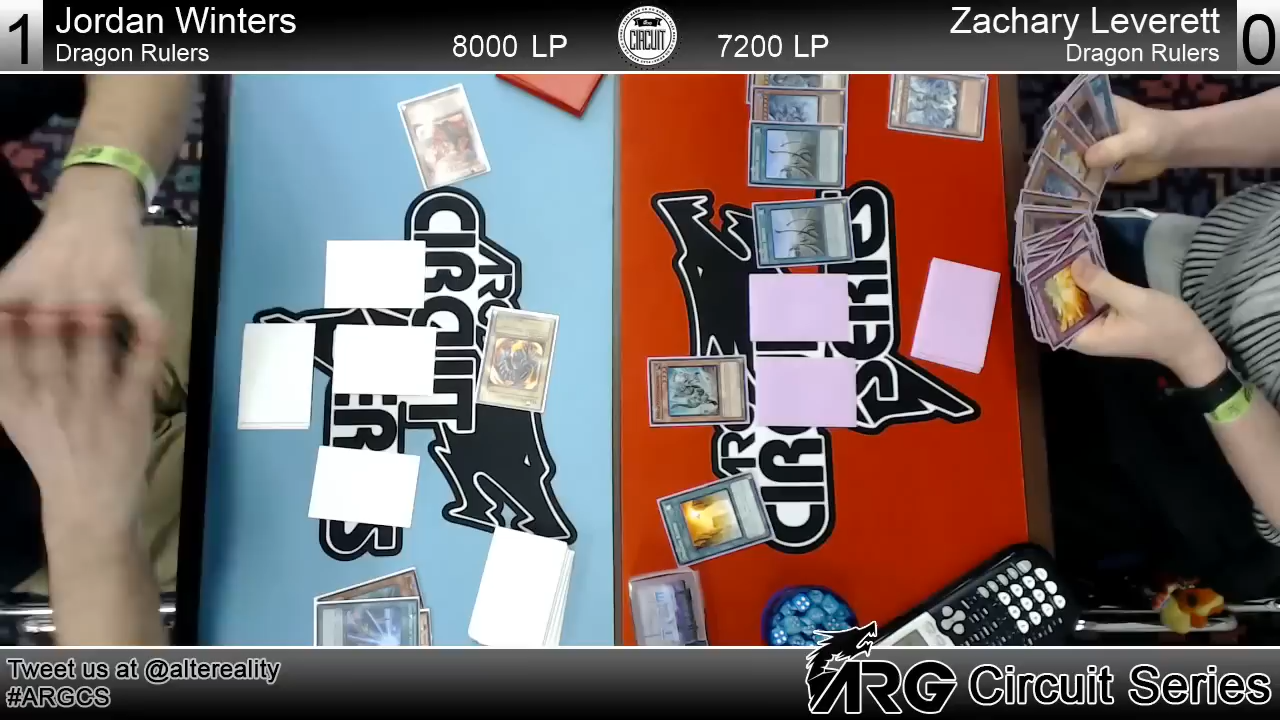 1
Jordan Winters
Dragon Rulers
8000 LP
CIRCUIT
7200 LP
Zachary Leverett
Dragon Rulers
0
CIRCUIT
ARG
SERIES
CIRCUIT
ARG
Tweet us at @altereality
#ARGCS
ARG Circuit Series